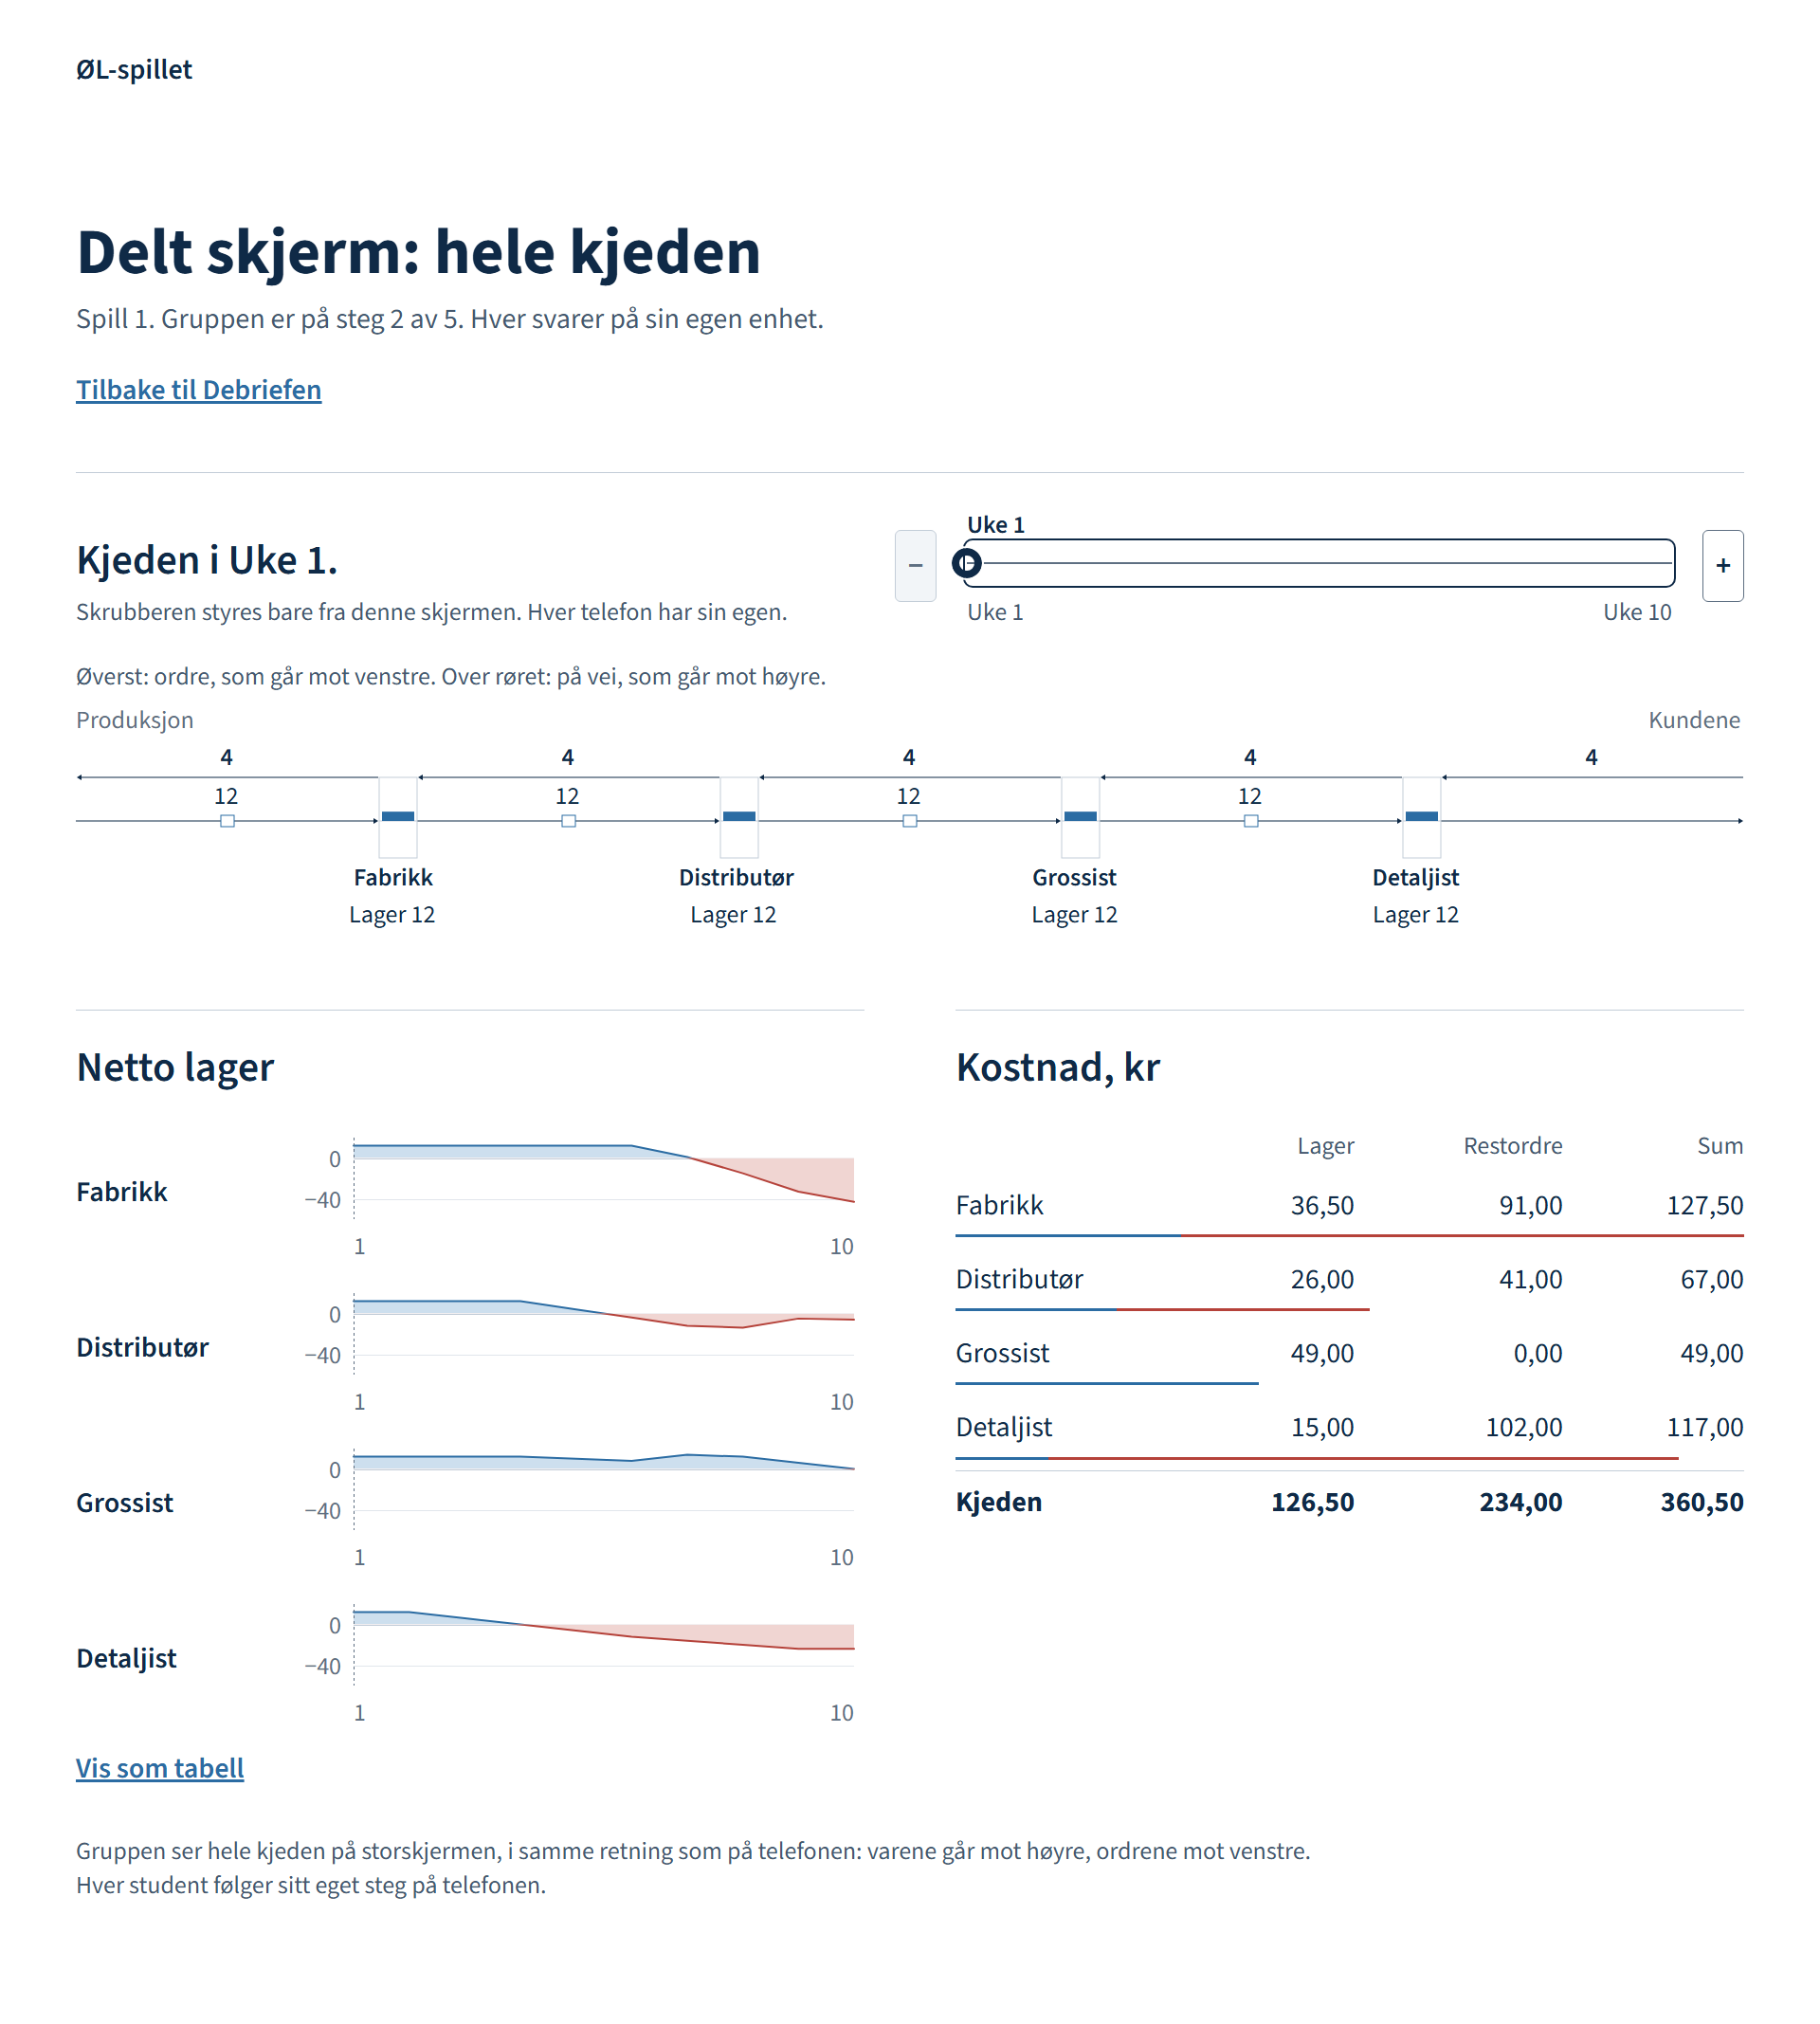 ØL-spillet
Delt skjerm: hele kjeden
Spill 1. Gruppen er på steg 2 av 5. Hver svarer på sin egen enhet.
Tilbake til Debriefen
Kjeden i Uke 1.
Skrubberen styres bare fra denne skjermen. Hver telefon har sin egen.
Uke 1
−
+
Uke 1 Uke 10
Øverst: ordre, som går mot venstre. Over røret: på vei, som går mot høyre.
Produksjon Kundene
4 4 4 4 4
12 12 12 12
Fabrikk Distributør Grossist Detaljist
Lager 12 Lager 12 Lager 12 Lager 12
Netto lager
Fabrikk
0
−40
1 10
Distributør
0
−40
1 10
Grossist
0
−40
1 10
Detaljist
0
−40
1 10
Vis som tabell
Kostnad, kr
Lager Restordre Sum
Fabrikk 36,50 91,00 127,50
Distributør 26,00 41,00 67,00
Grossist 49,00 0,00 49,00
Detaljist 15,00 102,00 117,00
Kjeden 126,50 234,00 360,50
Gruppen ser hele kjeden på storskjermen, i samme retning som på telefonen: varene går mot høyre, ordrene mot venstre.
Hver student følger sitt eget steg på telefonen.